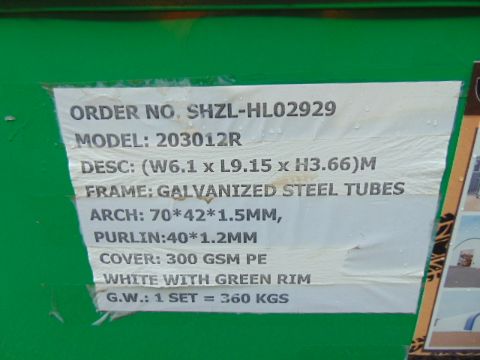 ORDER NO. SHZL-HL02929
MODEL: 203012R
DESC: (W6.1 x L9.15 x H3.66)M
FRAME: GALVANIZED STEEL TUBES
ARCH: 70*42*1.5MM,
PURLIN:40*1.2MM
COVER: 300 GSM PE
WHITE WITH GREEN RIM
G.W.: 1 SET = 360 KGS